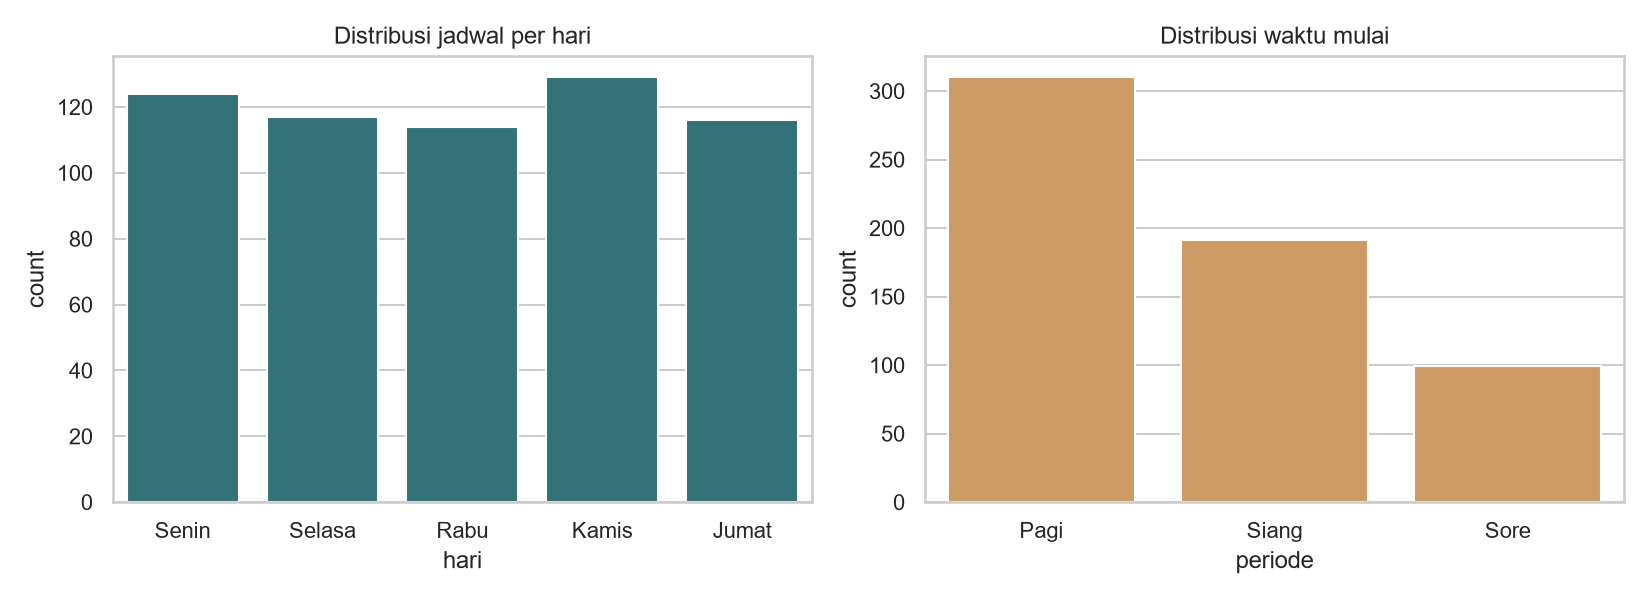 Distribusi jadwal per hari
120
100
80
60
40
20
0
count
Senin Selasa Rabu Kamis Jumat
hari
Distribusi waktu mulai
300
250
200
150
100
50
0
count
Pagi Siang Sore
periode